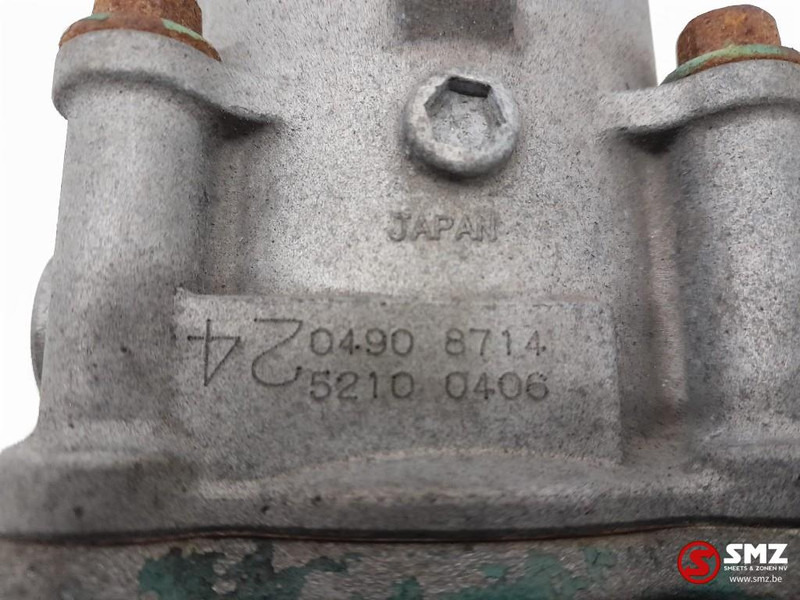 JAPAN
24
0490 8714
5210 0406
SMZ
SMEETS & ZONEN NV
www.smz.be